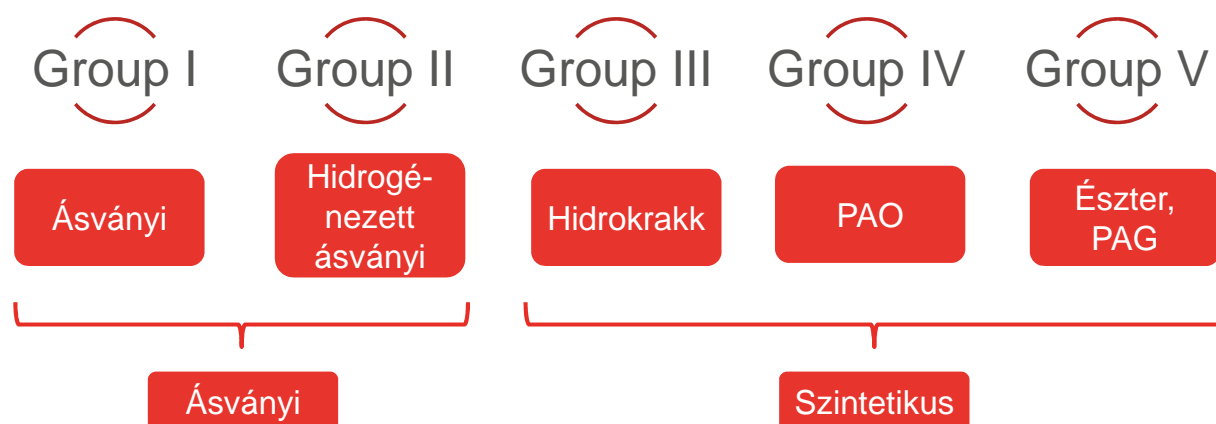 Group I
Group II
Group III
Group IV
Group V
Ásványi
Hidrogé-
nezett
ásványi
Hidrokrakk
PAO
Észter,
PAG
Ásványi
Szintetikus